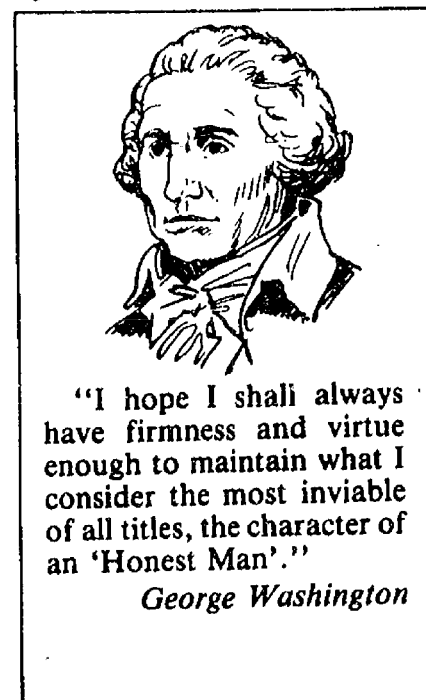 “I hope I shali always
have firmness and virtue
enough to maintain what I
consider the most inviable
of all titles, the character of
an ‘Honest Man’.”
George Washington